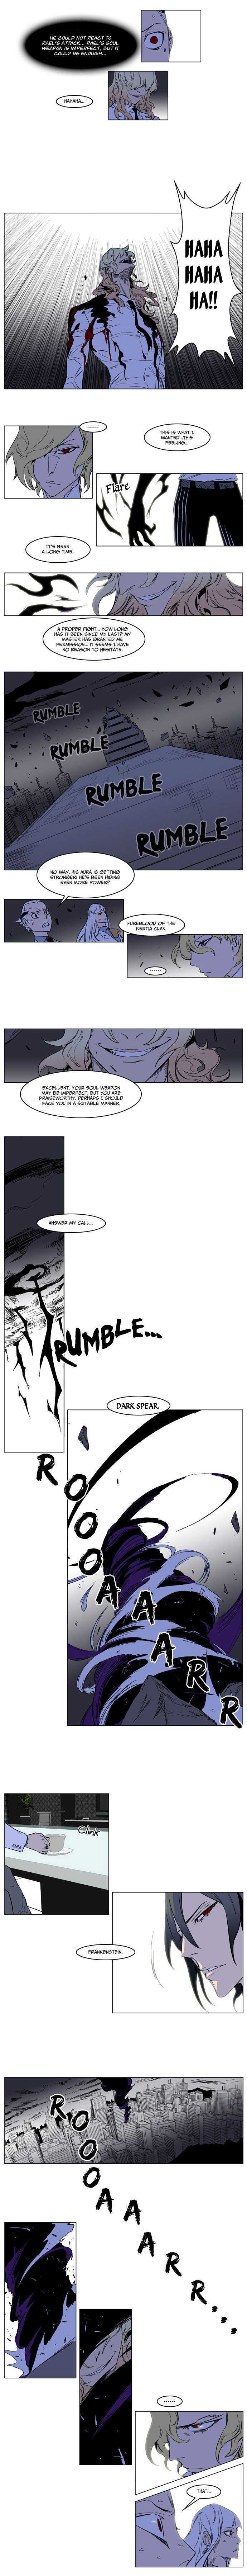 HE COULD NOT REACT TO
RAEL'S ATTACK... RAEL'S SOUL
WEAPON IS IMPERFECT, BUT IT
COULD BE ENOUGH...
HAHAHA...
HAHA
HAHA
HA!!
......
THIS IS WHAT I
WANTED...THIS
FEELING...
Flare
IT'S BEEN
A LONG TIME.
A PROPER FIGHT... HOW LONG
HAS IT BEEN SINCE MY LAST? MY
MASTER HAS GRANTED ME
PERMISSION... IT SEEMS I HAVE
NO REASON TO HESITATE.
RUMBLE
RUMBLE
RUMBLE
RUMBLE
NO WAY. HIS AURA IS GETTING
STRONGER! HE'S BEEN HIDING
EVEN MORE POWER?
PUREBLOOD OF THE
KERTIA CLAN.
......
EXCELLENT. YOUR SOUL WEAPON
MAY BE IMPERFECT, BUT YOU ARE
PRAISEWORTHY. PERHAPS I SHOULD
FACE YOU IN A SUITABLE MANNER.
ANSWER MY CALL...
RUMBLE...
DARK SPEAR.
ROOOAAARR
Clink
FRANKENSTEIN.
ROOOAAARR...
......
THAT...